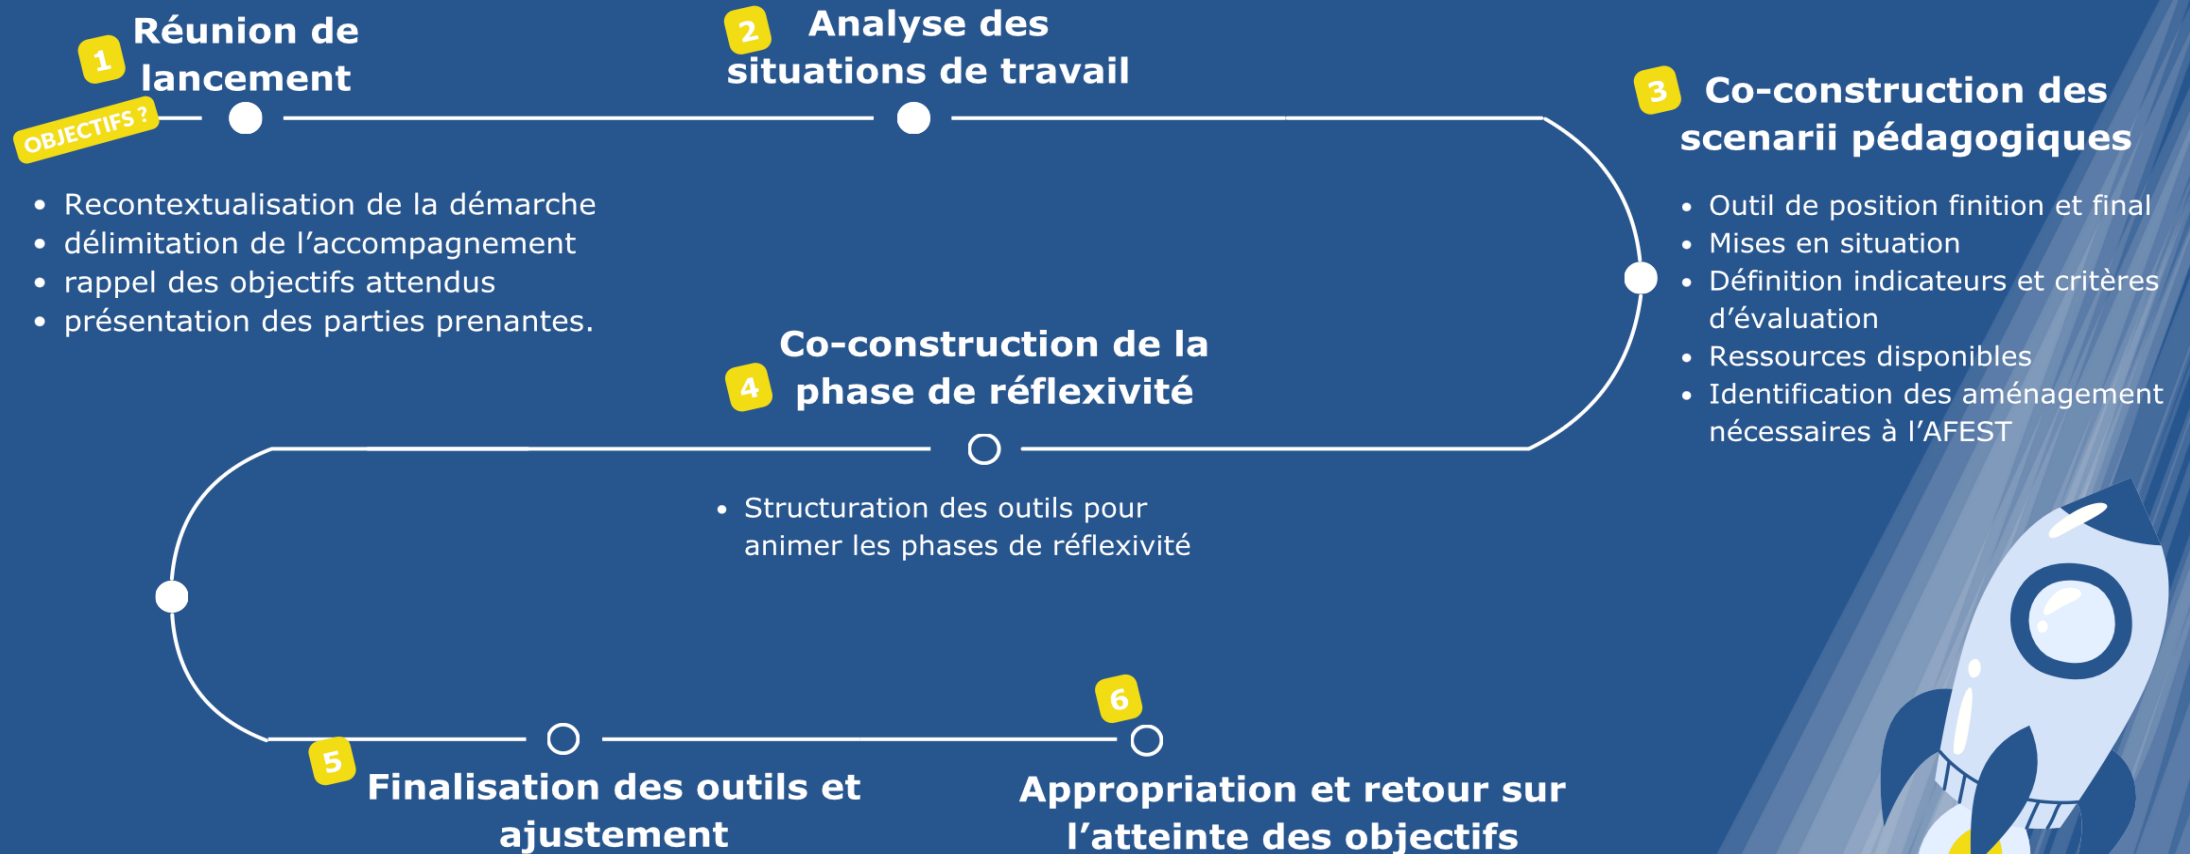 1
Réunion de
lancement
OBJECTIFS ?
• Recontextualisation de la démarche
• délimitation de l’accompagnement
• rappel des objectifs attendus
• présentation des parties prenantes.
2
Analyse des
situations de travail
3
Co-construction des
scenarii pédagogiques
• Outil de position finition et final
• Mises en situation
• Définition indicateurs et critères
d’évaluation
• Ressources disponibles
• Identification des aménagement
nécessaires à l’AFEST
4
Co-construction de la
phase de réflexivité
• Structuration des outils pour
animer les phases de réflexivité
5
Finalisation des outils et
ajustement
6
Appropriation et retour sur
l’atteinte des objectifs